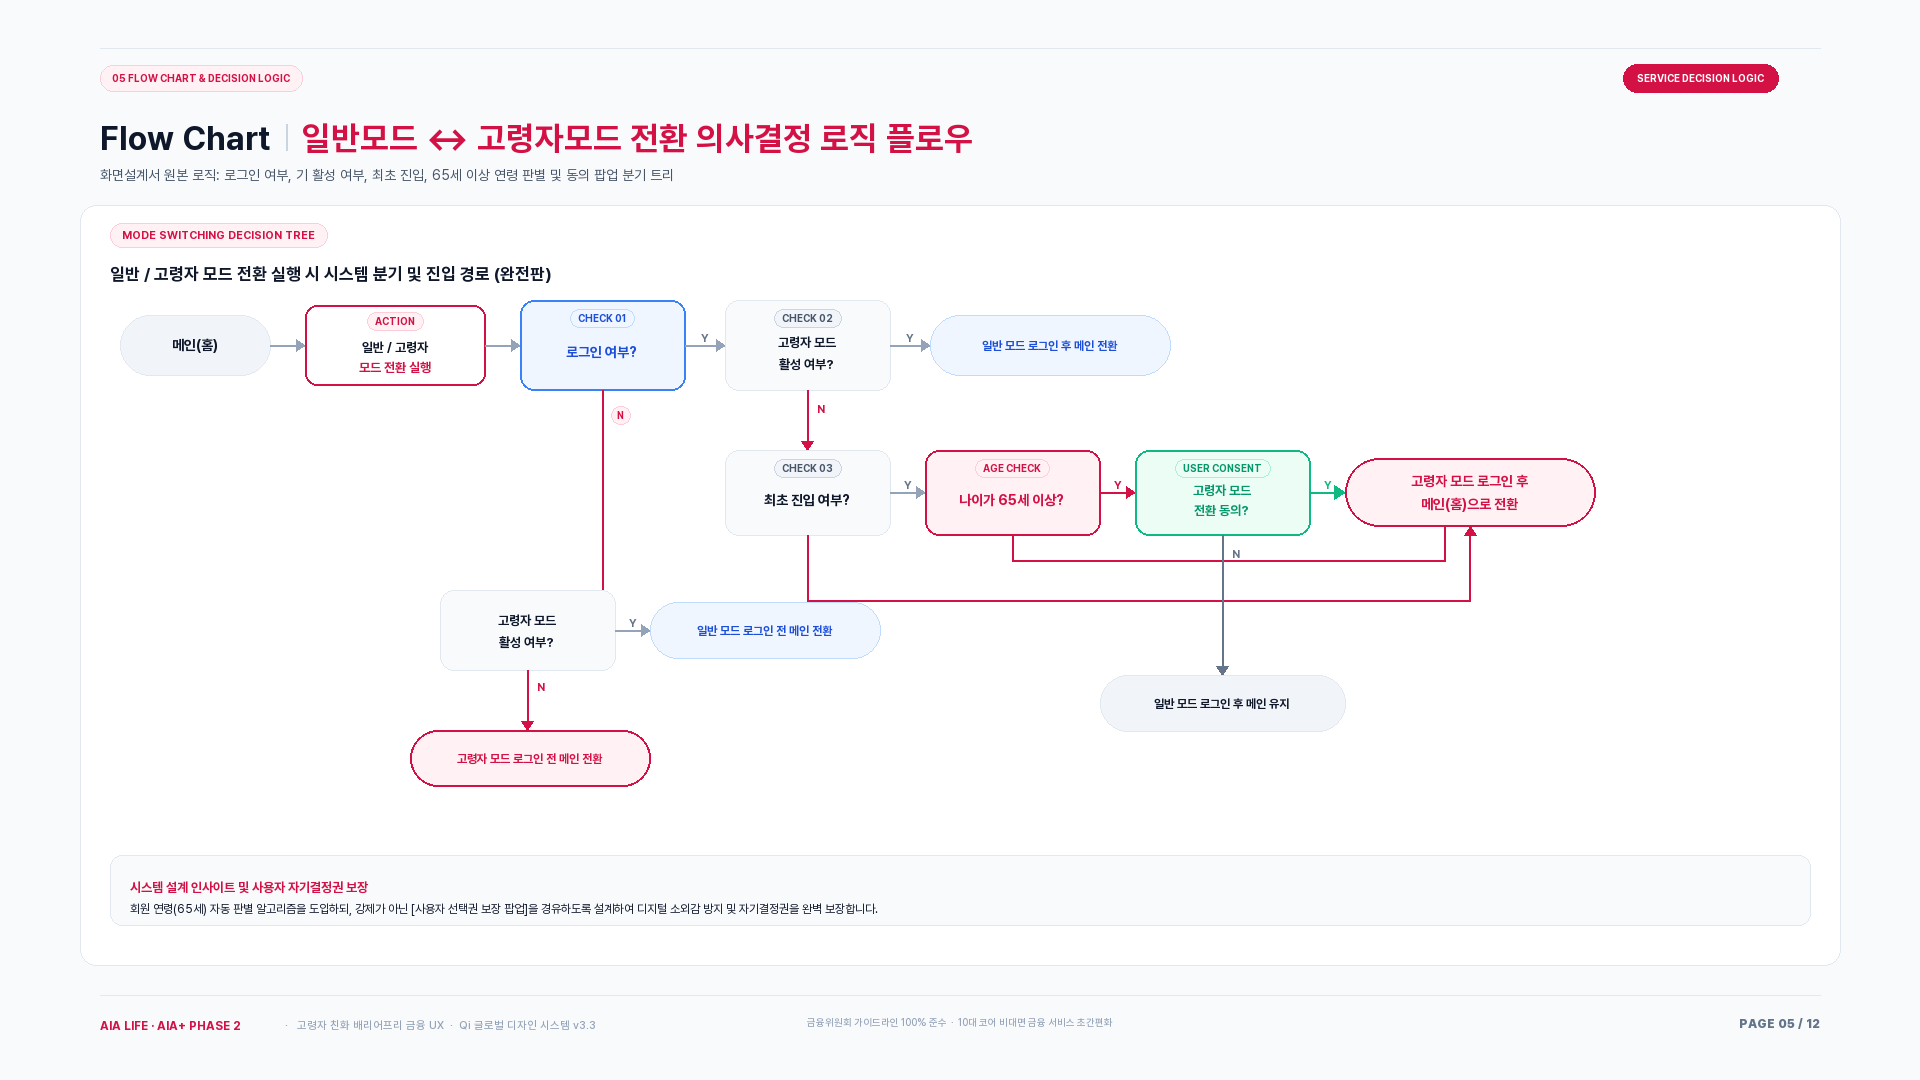 05 FLOW CHART & DECISION LOGIC
SERVICE DECISION LOGIC
Flow Chart 일반모드 ↔ 고령자모드 전환 의사결정 로직 플로우
화면설계서 원본 로직: 로그인 여부, 기 활성 여부, 최초 진입, 65세 이상 연령 판별 및 동의 팝업 분기 트리
MODE SWITCHING DECISION TREE
일반 / 고령자 모드 전환 실행 시 시스템 분기 및 진입 경로 (완전판)
메인(홈)
ACTION
일반 / 고령자
모드 전환 실행
CHECK 01
로그인 여부?
Y
CHECK 02
고령자 모드
활성 여부?
Y
일반 모드 로그인 후 메인 전환
N
N
CHECK 03
최초 진입 여부?
Y
AGE CHECK
나이가 65세 이상?
Y
USER CONSENT
고령자 모드
전환 동의?
Y
고령자 모드 로그인 후
메인(홈)으로 전환
N
고령자 모드
활성 여부?
Y
일반 모드 로그인 전 메인 전환
N
일반 모드 로그인 후 메인 유지
고령자 모드 로그인 전 메인 전환
시스템 설계 인사이트 및 사용자 자기결정권 보장
회원 연령(65세) 자동 판별 알고리즘을 도입하되, 강제가 아닌 [사용자 선택권 보장 팝업]을 경유하도록 설계하여 디지털 소외감 방지 및 자기결정권을 완벽 보장합니다.
AIA LIFE · AIA+ PHASE 2 · 고령자 친화 배리어프리 금융 UX · Qi 글로벌 디자인 시스템 v3.3
금융위원회 가이드라인 100% 준수 · 10대 코어 비대면 금융 서비스 초간편화
PAGE 05 / 12